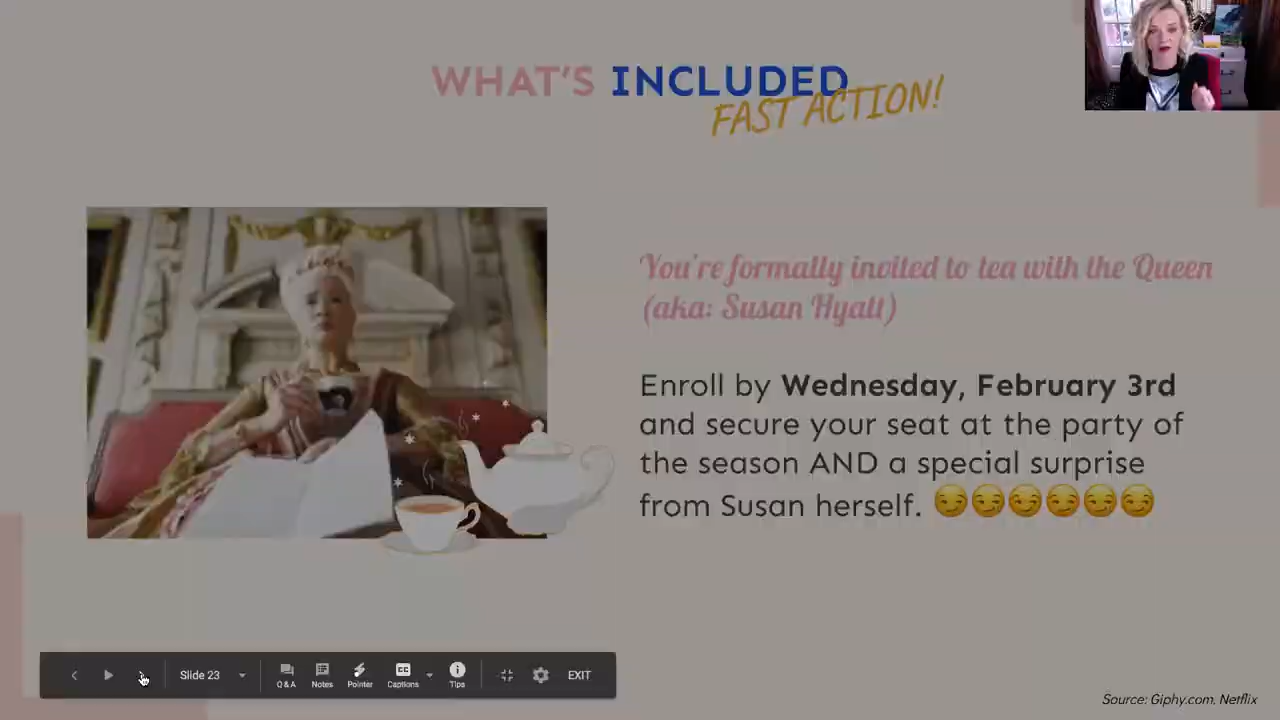 WHAT'S INCLUDED
FAST ACTION!
You're formally invited to tea with the Queen
(aka: Susan Hyatt)
Enroll by Wednesday, February 3rd
and secure your seat at the party of
the season AND a special surprise
from Susan herself. 😏😏😏😏😏😏
Slide 23
Q&A
Notes
Pointer
CC
Captions
Tips
EXIT
Source: Giphy.com, Netflix